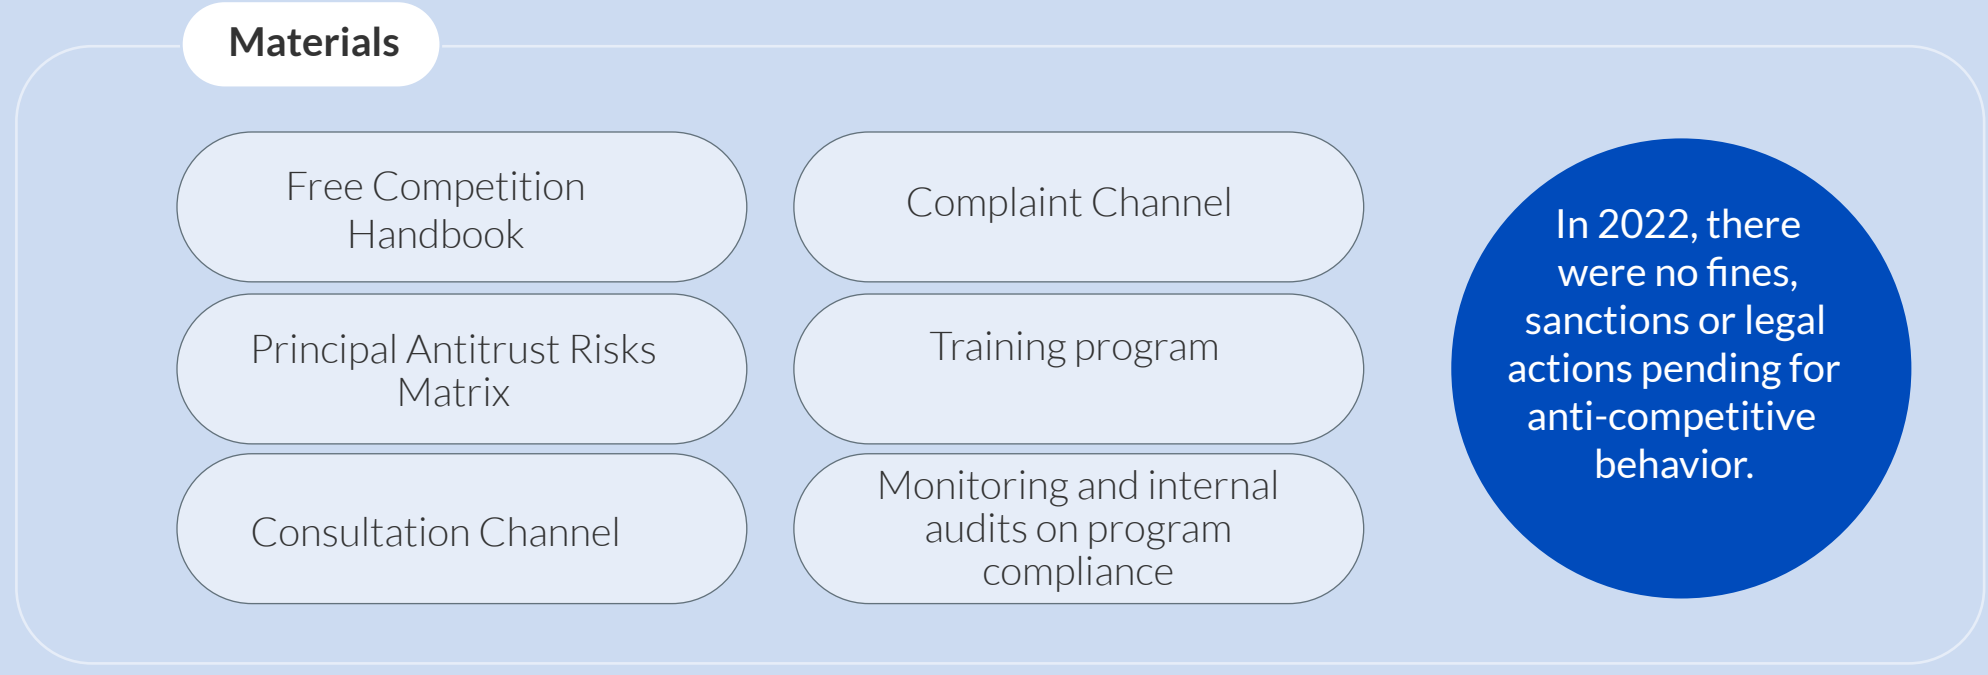 Materials
Free Competition
Handbook
Complaint Channel
Principal Antitrust Risks
Matrix
Training program
Consultation Channel
Monitoring and internal
audits on program
compliance
In 2022, there
were no fines,
sanctions or legal
actions pending for
anti-competitive
behavior.